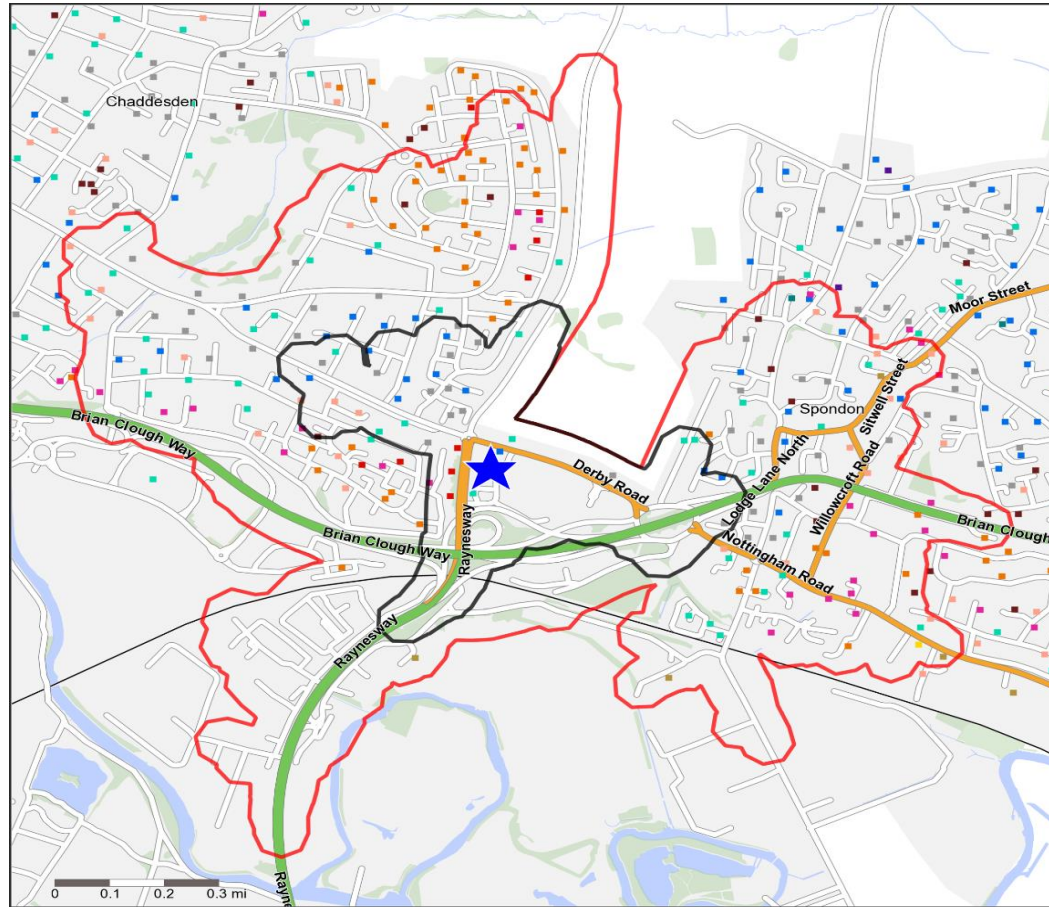 Chaddesden
Moor Street
Sitwell Street
Spondon
Brian Clough Way
Lodge Lane North
Willowcroft Road
Derby Road
Raynesway
Brian Clough Way
Brian Clough
Nottingham Road
Raynesway
Rayne
0 0.1 0.2 0.3 mi